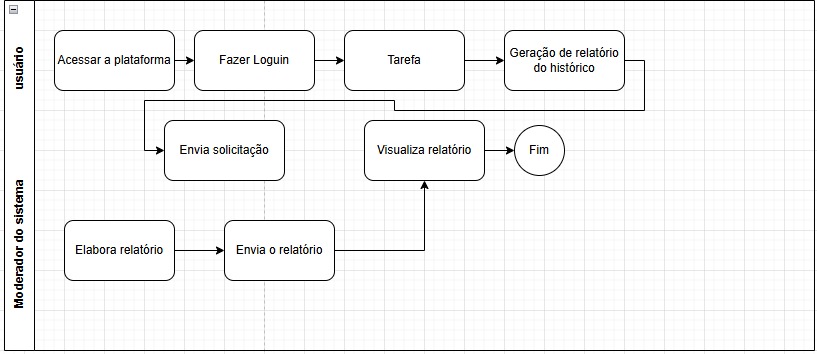 usuário
Acessar a plataforma
Fazer Loguin
Tarefa
Geração de relatório
do histórico
Envia solicitação
Visualiza relatório
Fim
Moderador do sistema
Elabora relatório
Envia o relatório